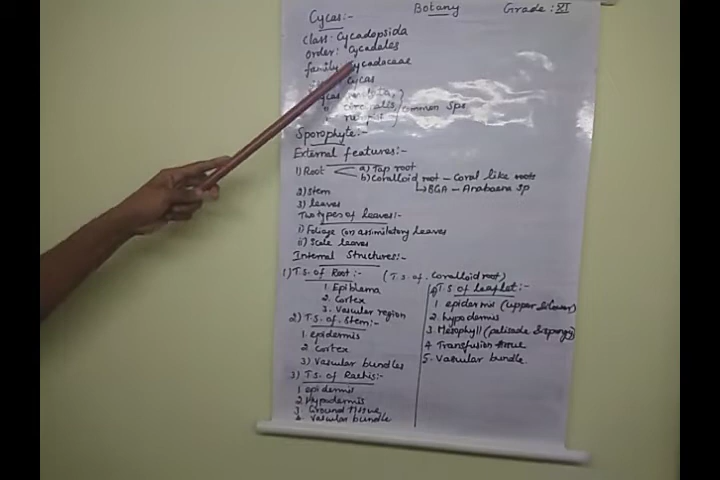 Botany Grade: XI
Cycas:-
Class: Cycadopsida
Order: Cycadales
family Cycadaceae
Cycas
" circinalis, } Common Sps
Sporophyte:-
External features:-
1) Root a) Tap root
b) Coralloid root - Coral like roots
BGA - Anabaena sp
2) Stem
3) leaves
Two types of leaves:-
i) Foliage (or) assimilatory leaves
ii) Scale leaves
Internal Structures:-
1) T.S. of Root:- (T.S. of. Coralloid root)
1. Epiblema
2. Cortex
3. Vascular region
2) T.S. of Stem:-
1. epidermis
2. Cortex
3) Vascular bundles
3) T.S. of Rachis:-
1 epidermis
2 Hypodermis
3. Ground tissue
4. Vascular bundle
4) T.S of leaflet:-
1 epidermis (upper & lower)
2. hypodermis
3. Mesophyll (palisade & spongy)
4 Transfusion tissue
5. Vascular bundle